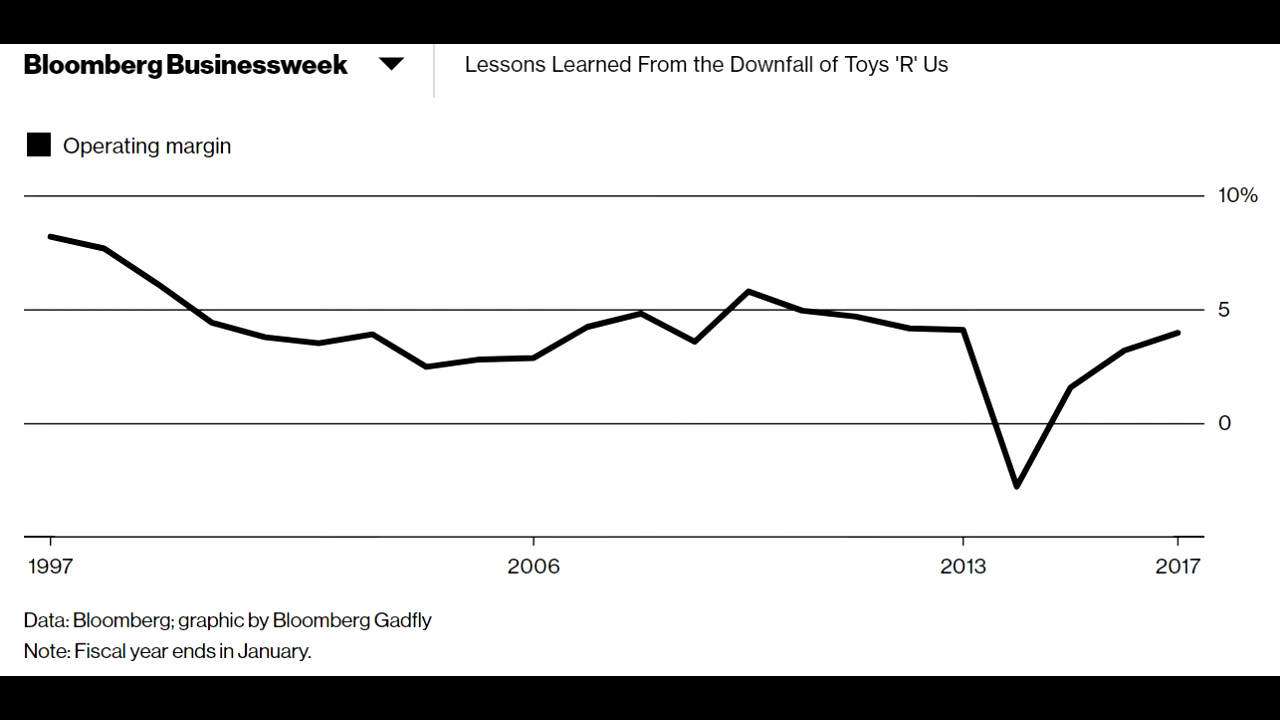 Bloomberg Businessweek
Lessons Learned From the Downfall of Toys 'R' Us
Operating margin
10%
5
0
1997 2006 2013 2017
Data: Bloomberg; graphic by Bloomberg Gadfly
Note: Fiscal year ends in January.